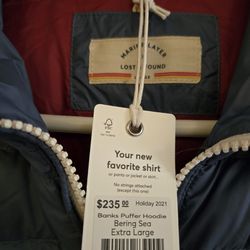 MARINE LAYER
LOST & FOUND
FSC
Your new
favorite shirt
or pants or jacket or skirt...
No strings attached
(except this one)
$235.00 Holiday 2021
Banks Puffer Hoodie
Bering Sea
Extra Large